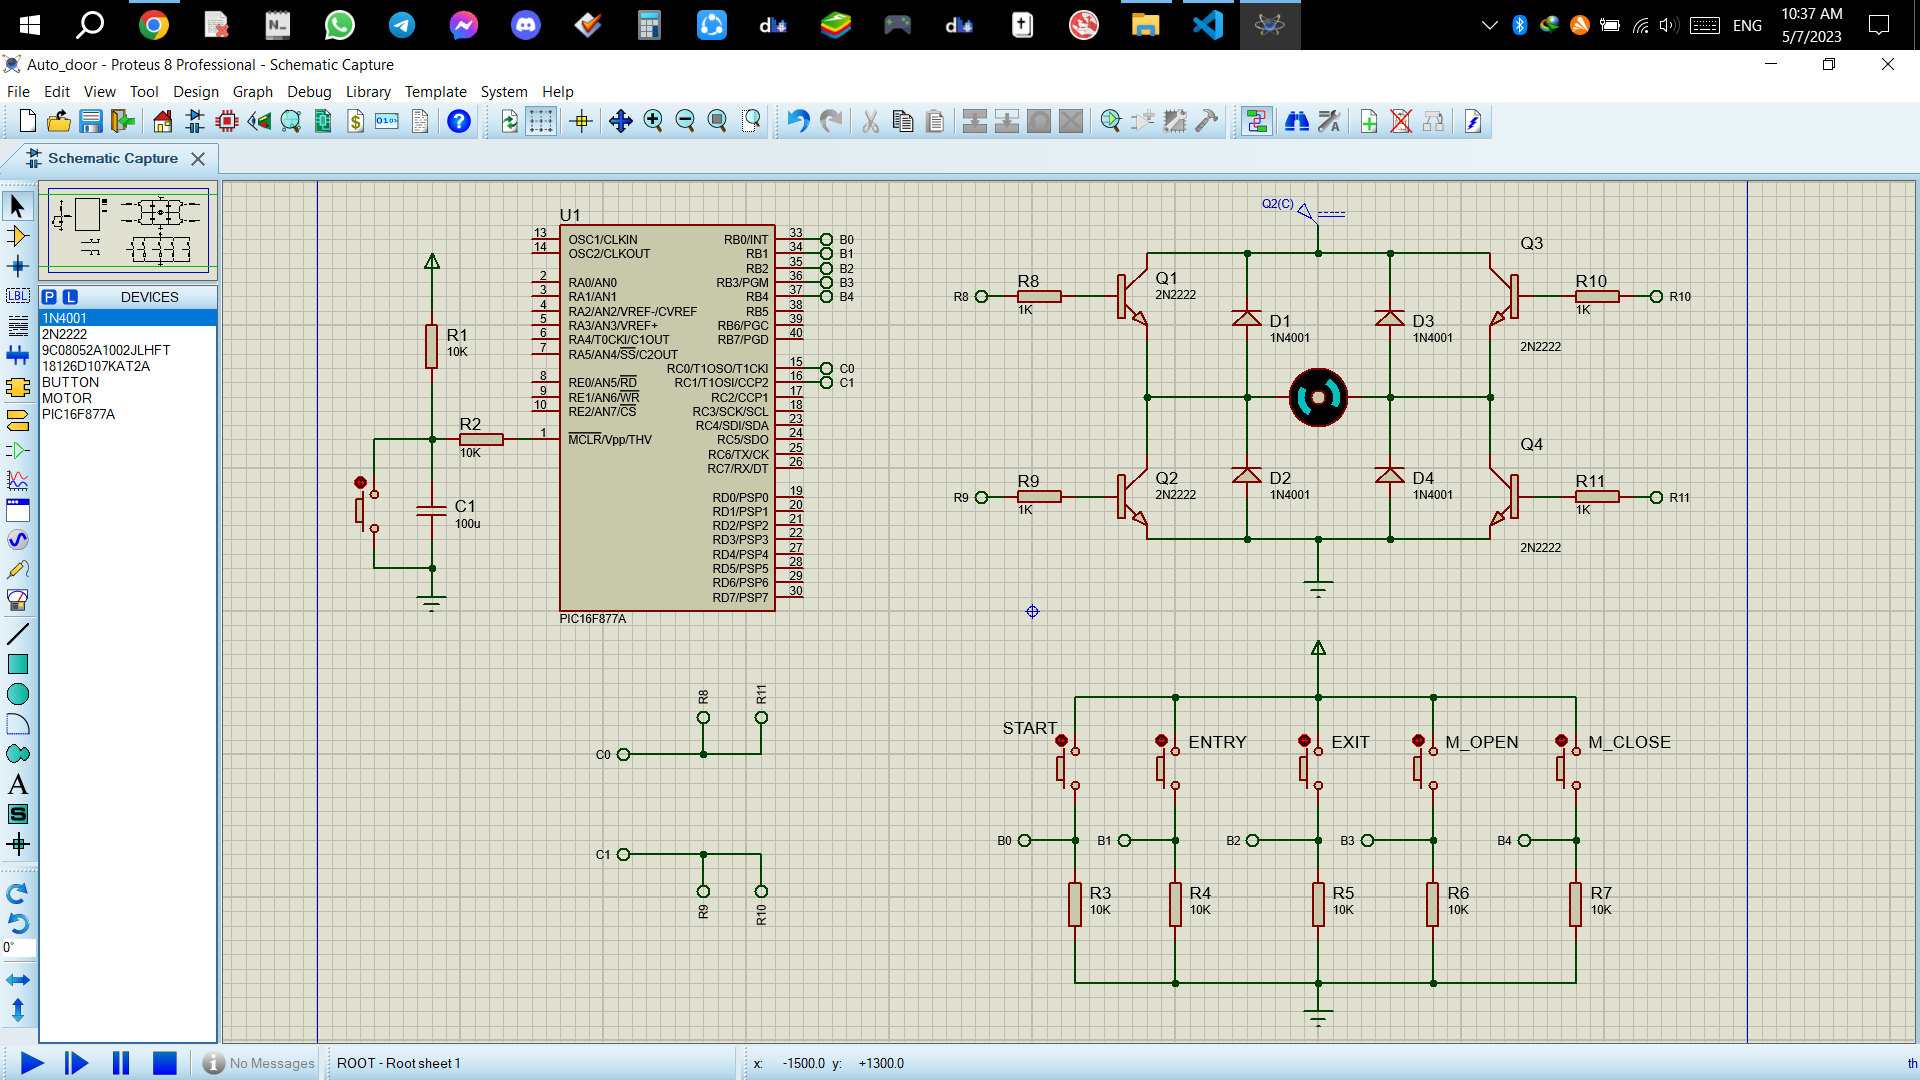 ENG
10:37 AM
5/7/2023
Auto_door - Proteus 8 Professional - Schematic Capture
File Edit View Tool Design Graph Debug Library Template System Help
Schematic Capture
P L DEVICES
1N4001
2N2222
9C08052A1002JLHFT
18126D107KAT2A
BUTTON
MOTOR
PIC16F877A
LBL
A
S
0°
U1
13 OSC1/CLKIN RB0/INT 33 B0
14 OSC2/CLKOUT RB1 34 B1
RB2 35 B2
2 RA0/AN0 RB3/PGM 36 B3
3 RA1/AN1 RB4 37 B4
4 RA2/AN2/VREF-/CVREF RB5 38
5 RA3/AN3/VREF+ RB6/PGC 39
6 RA4/T0CKI/C1OUT RB7/PGD 40
7 RA5/AN4/SS/C2OUT
RC0/T1OSO/T1CKI 15 C0
8 RE0/AN5/RD RC1/T1OSI/CCP2 16 C1
9 RE1/AN6/WR RC2/CCP1 17
10 RE2/AN7/CS RC3/SCK/SCL 18
RC4/SDI/SDA 23
1 MCLR/Vpp/THV RC5/SDO 24
RC6/TX/CK 25
RC7/RX/DT 26
RD0/PSP0 19
RD1/PSP1 20
RD2/PSP2 21
RD3/PSP3 22
RD4/PSP4 27
RD5/PSP5 28
RD6/PSP6 29
RD7/PSP7 30
PIC16F877A
R1
10K
R2
10K
C1
100u
Q2(C)
R8 R8
1K
Q1
2N2222
D1
1N4001
D3
1N4001
Q3
2N2222
R10 R10
1K
R9 R9
1K
Q2
2N2222
D2
1N4001
D4
1N4001
Q4
2N2222
R11 R11
1K
R8 R11
C0
C1
R9 R10
START ENTRY EXIT M_OPEN M_CLOSE
B0 B1 B2 B3 B4
R3 R4 R5 R6 R7
10K 10K 10K 10K 10K
No Messages ROOT - Root sheet 1 x: -1500.0 y: +1300.0 th